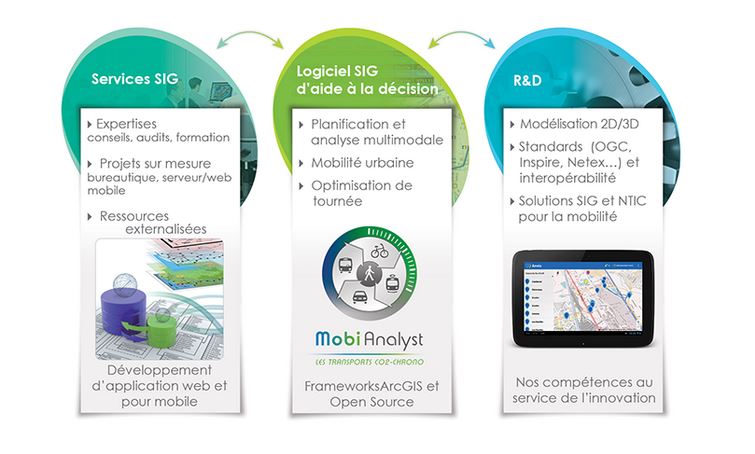 Services SIG
Expertises
conseils, audits, formation
Projets sur mesure
bureautique, serveur/web
mobile
Ressources
externalisées
Développement
d'application web et
pour mobile
Logiciel SIG
d'aide à la décision
Planification et
analyse multimodale
Mobilité urbaine
Optimisation de
tournée
Mobi Analyst
LES TRANSPORTS CO2-CHRONO
FrameworksArcGIS et
Open Source
R&D
Modélisation 2D/3D
Standards (OGC,
Inspire, Netex...) et
interopérabilité
Solutions SIG et NTIC
pour la mobilité
Nos compétences au
service de l'innovation